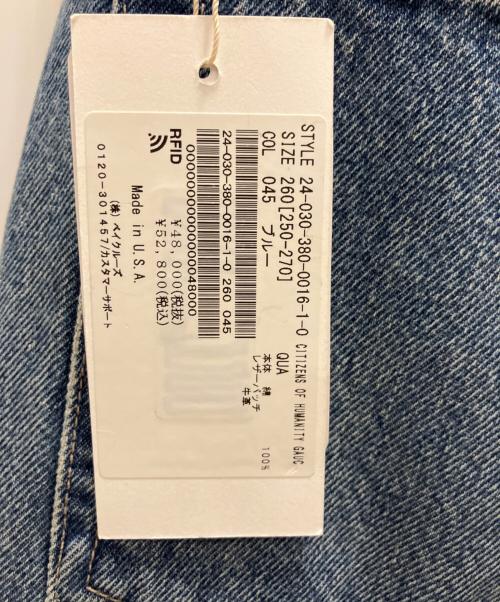 STYLE 24-030-380-0016-1-0 CITIZENS OF HUMANITY GAUC
SIZE 260[250-270]
COL 045 ブルー
QUA
本体 綿 100%
レザーパッチ
牛革
24-030-380-0016-1-0 260 045
0000000000000000048000
RFID
¥48,000(税抜)
¥52,800(税込)
Made in U.S.A.
(株)ベイクルーズ
0120-301457/カスタマーサポート